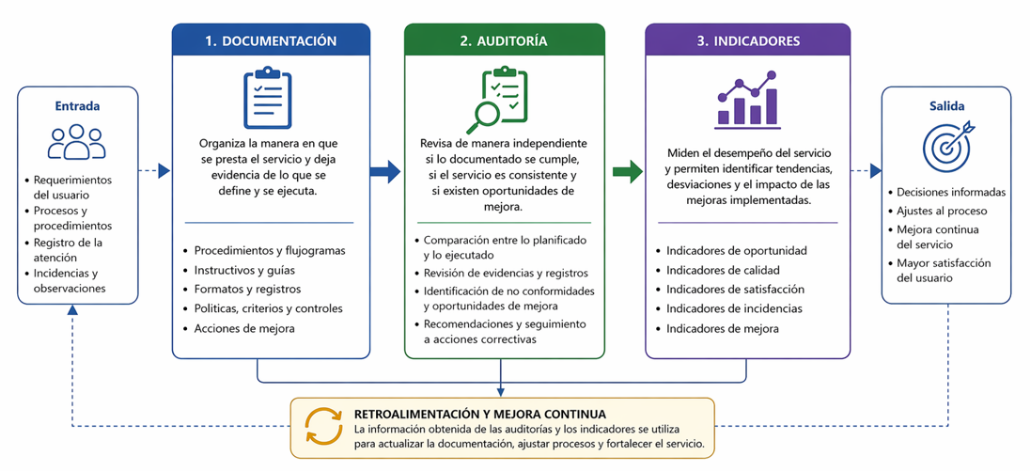 Entrada
• Requerimientos
del usuario
• Procesos y
procedimientos
• Registro de la
atención
• Incidencias y
observaciones
1. DOCUMENTACIÓN
Organiza la manera en que
se presta el servicio y deja
evidencia de lo que se
define y se ejecuta.
• Procedimientos y flujogramas
• Instructivos y guías
• Formatos y registros
• Politicas, criterios y controles
• Acciones de mejora
2. AUDITORÍA
Revisa de manera independiente
si lo documentado se cumple,
si el servicio es consistente y
si existen oportunidades de
mejora.
• Comparación entre lo planificado
y lo ejecutado
• Revisión de evidencias y registros
• Identificación de no conformidades
y oportunidades de mejora
• Recomendaciones y seguimiento
a acciones correctivas
3. INDICADORES
Miden el desempeño del servicio
y permiten identificar tendencias,
desviaciones y el impacto de las
mejoras implementadas.
• Indicadores de oportunidad
• Indicadores de calidad
• Indicadores de satisfacción
• Indicadores de incidencias
• Indicadores de mejora
Salida
• Decisiones informadas
• Ajustes al proceso
• Mejora continua
del servicio
• Mayor satisfacción
del usuario
RETROALIMENTACIÓN Y MEJORA CONTINUA
La información obtenida de las auditorías y los indicadores se utiliza
para actualizar la documentación, ajustar procesos y fortalecer el servicio.